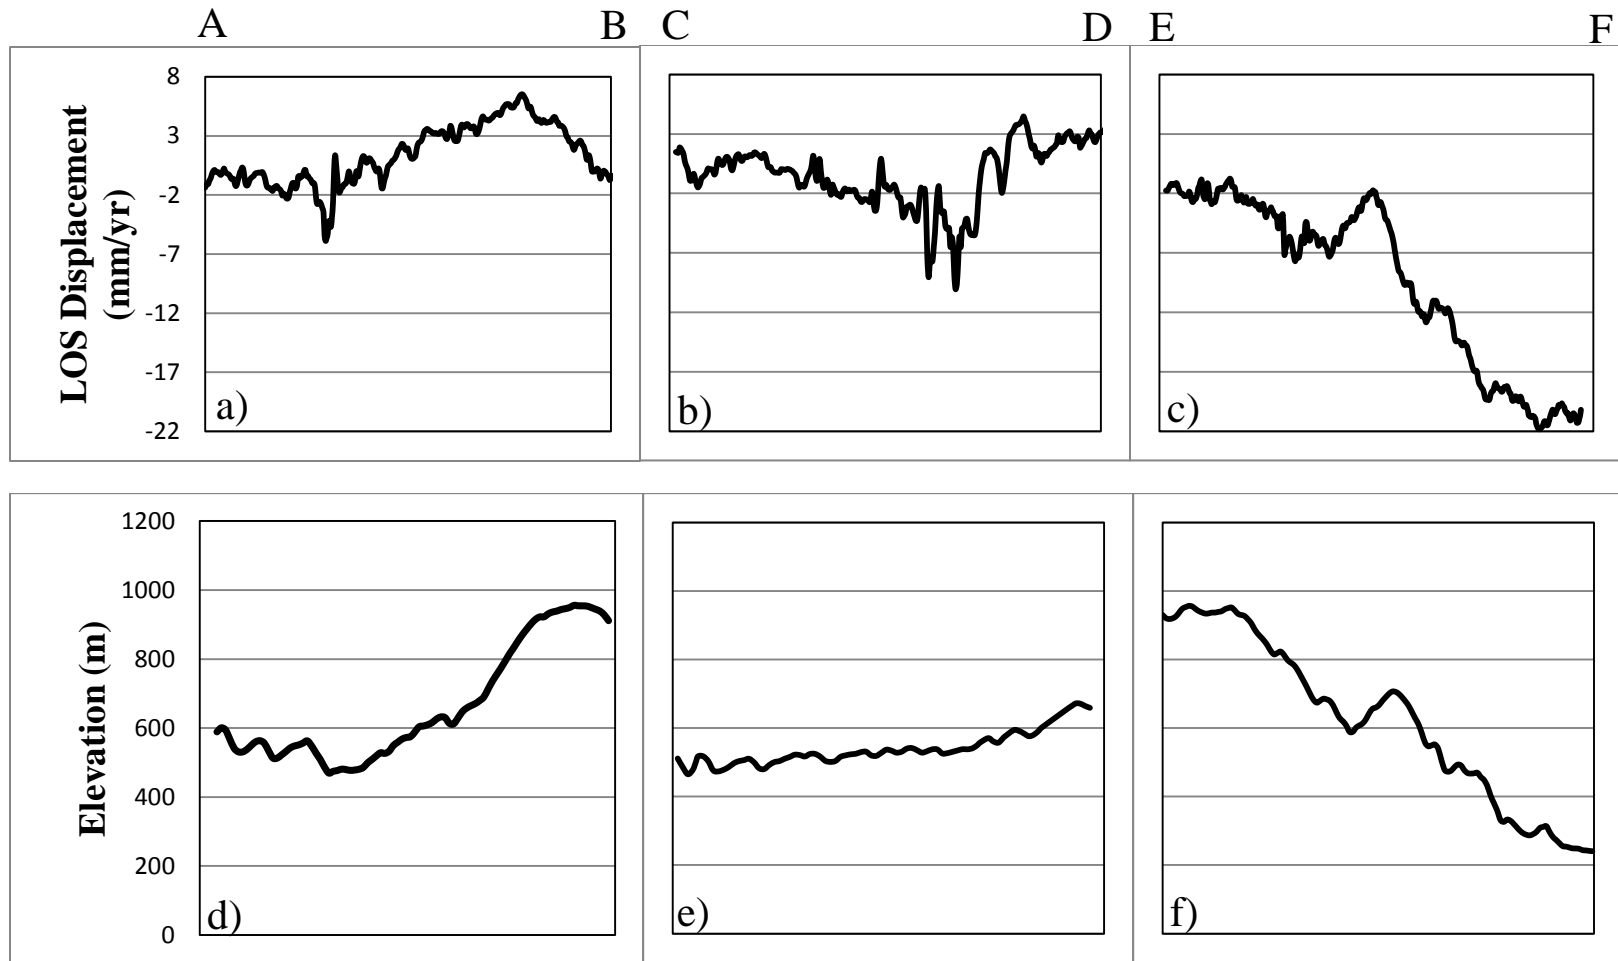 A B C D E F
LOS Displacement
(mm/yr)
8
3
-2
-7
-12
-17
-22
a) b) c)
Elevation (m)
1200
1000
800
600
400
200
0
d) e) f)